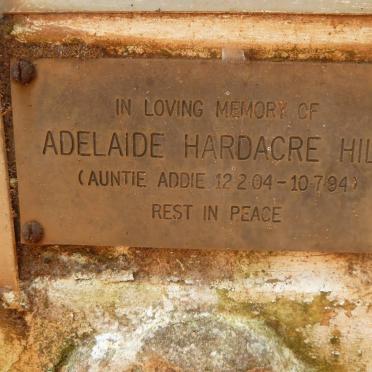 IN LOVING MEMORY OF
ADELAIDE HARDACRE HIL
(AUNTIE ADDIE 12·2·04-10·7·94)
REST IN PEACE